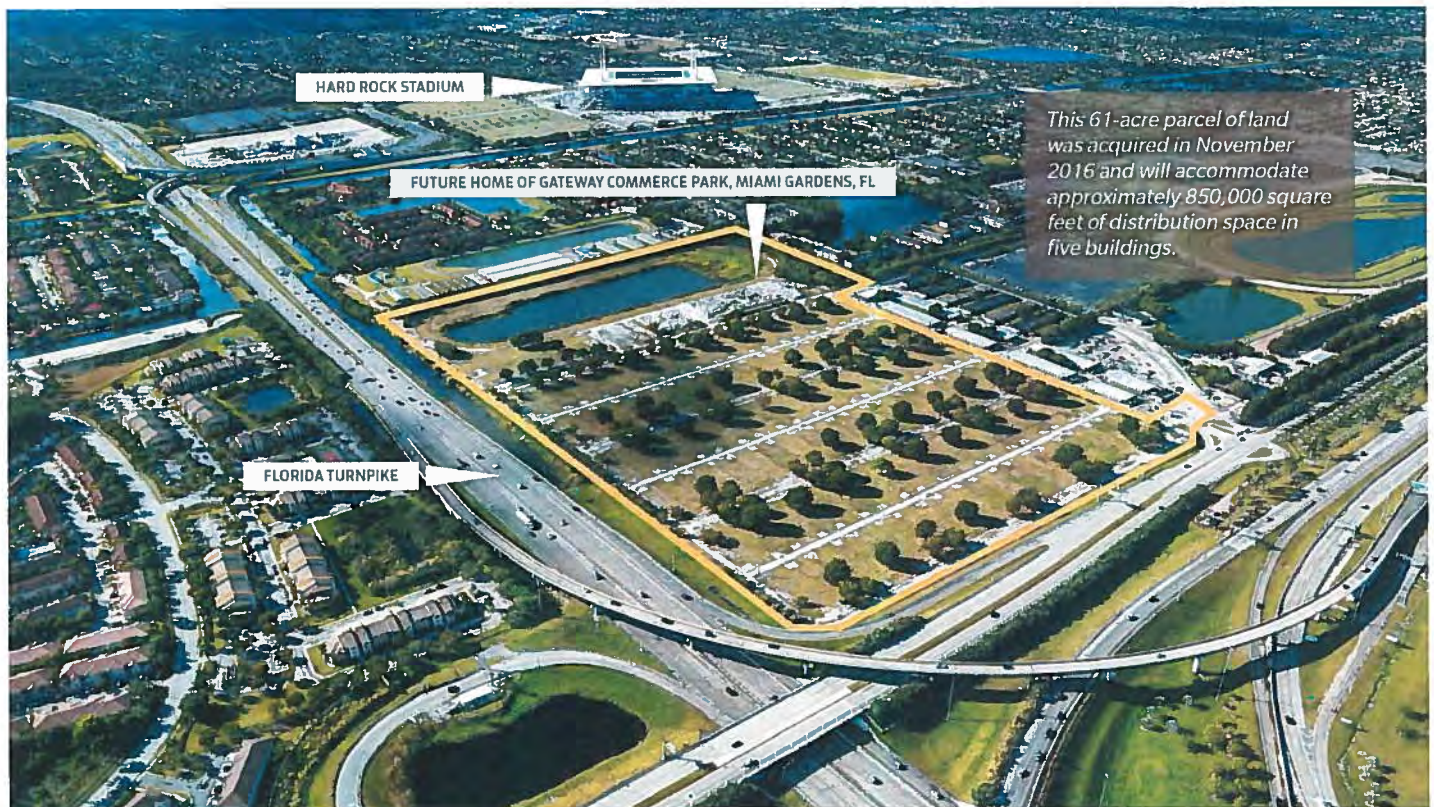 HARD ROCK STADIUM
This 61-acre parcel of land
was acquired in November
2016 and will accommodate
approximately 850,000 square
feet of distribution space in
five buildings.
FUTURE HOME OF GATEWAY COMMERCE PARK, MIAMI GARDENS, FL
FLORIDA TURNPIKE